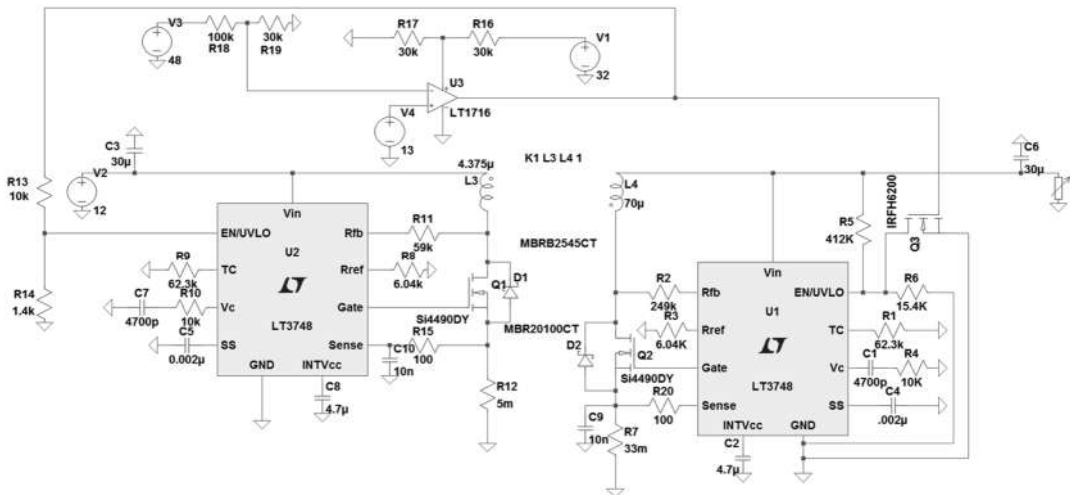 V3
48
100k
R18
30k
R19
R17
30k
R16
30k
V1
32
U3
LT1716
V4
13
C3
30µ
V2
12
R13
10k
R14
1.4k
4.375µ
L3
K1 L3 L4 1
L4
70µ
C6
30µ
Vin
EN/UVLO
Rfb
U2
TC
Rref
Vc
Gate
LT3748
SS
Sense
GND
INTVcc
R9
62.3k
C7
4700p
R10
10k
C5
0.002µ
C8
4.7µ
R11
59k
R8
6.04k
Q1
D1
Si4490DY
R15
100
C10
10n
R12
5m
MBRB2545CT
MBR20100CT
D2
Q2
Si4490DY
R2
249k
R3
6.04K
R20
100
C9
10n
R7
33m
R5
412K
IRFH6200
Q3
Vin
Rfb
EN/UVLO
U1
Rref
TC
Gate
Vc
LT3748
Sense
SS
INTVcc
GND
R6
15.4K
R1
62.3k
C1
4700p
R4
10K
C4
.002µ
C2
4.7µ